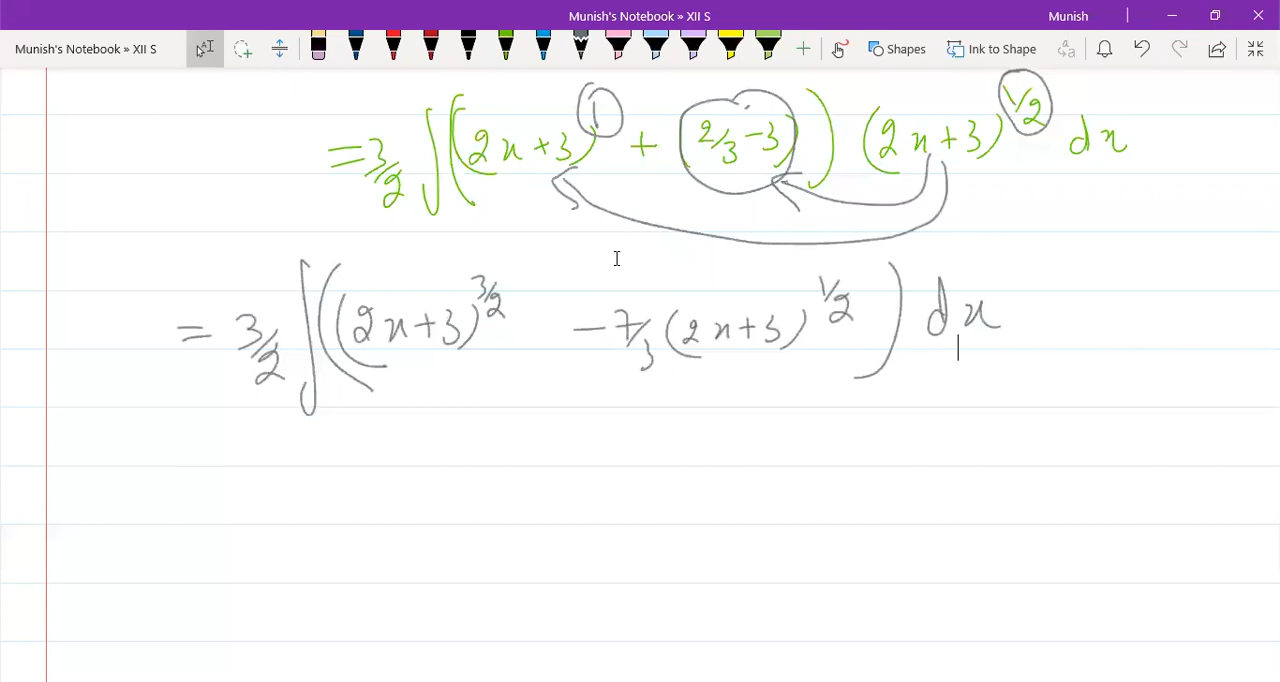 Munish's Notebook » XII S
Munish
Munish's Notebook » XII S
Shapes
Ink to Shape
= 3/2 ∫ ((2x+3)^1 + (2/3 - 3)) (2x+3)^1/2 dx
= 3/2 ∫ ((2x+3)^3/2 - 7/3 (2x+3)^1/2) dx